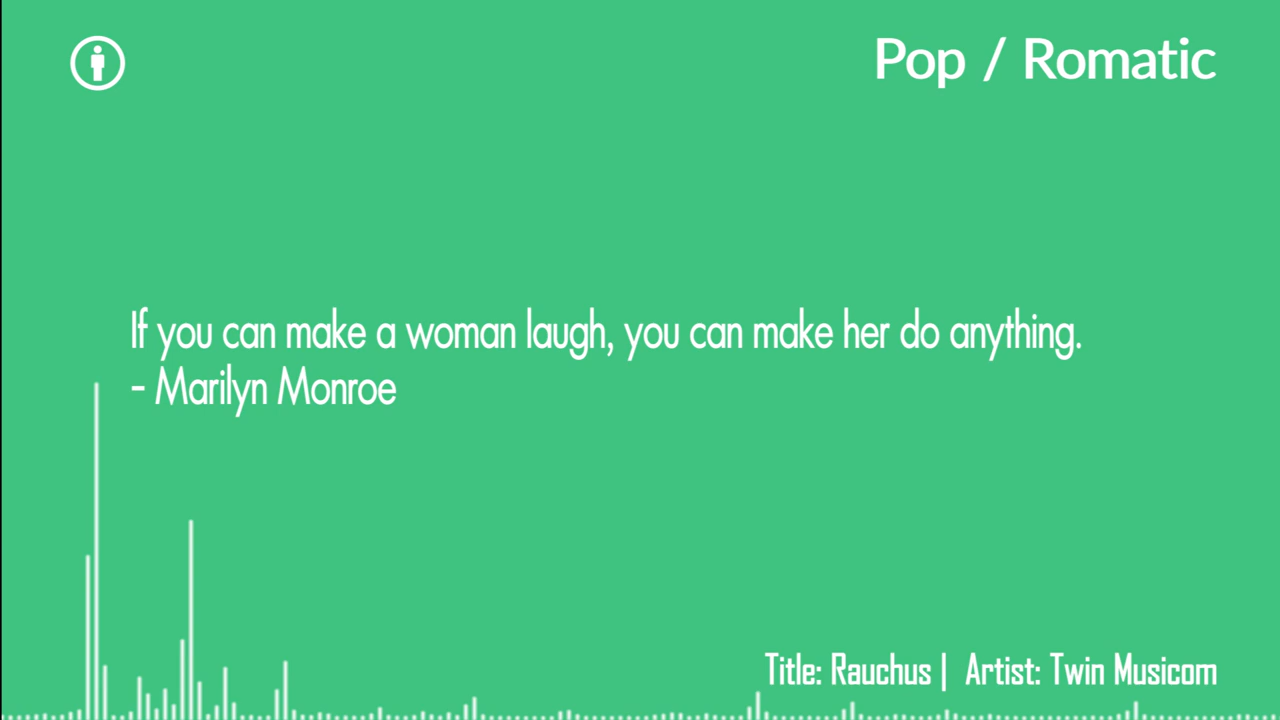 Pop / Romatic
If you can make a woman laugh, you can make her do anything.
- Marilyn Monroe
Title: Rauchus | Artist: Twin Musicom